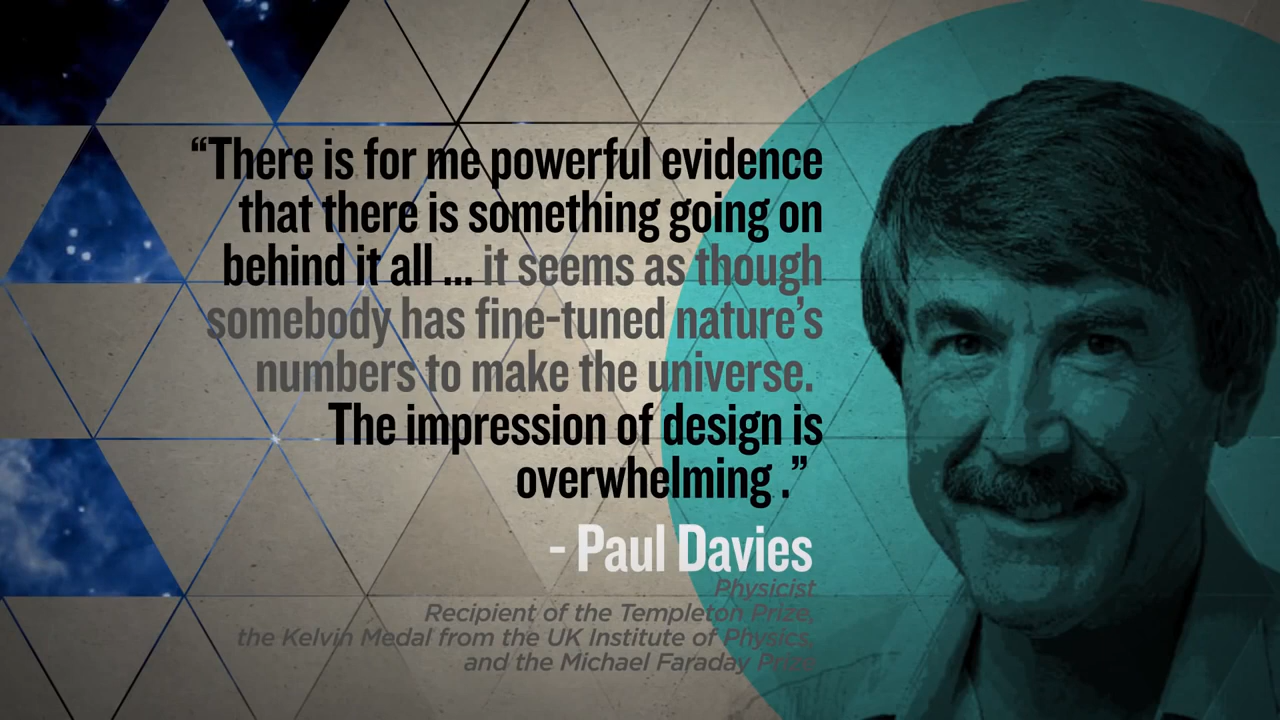 “There is for me powerful evidence
that there is something going on
behind it all ... it seems as though
somebody has fine-tuned nature’s
numbers to make the universe.
The impression of design is
overwhelming .”
- Paul Davies
Physicist
Recipient of the Templeton Prize,
the Kelvin Medal from the UK Institute of Physics,
and the Michael Faraday Prize